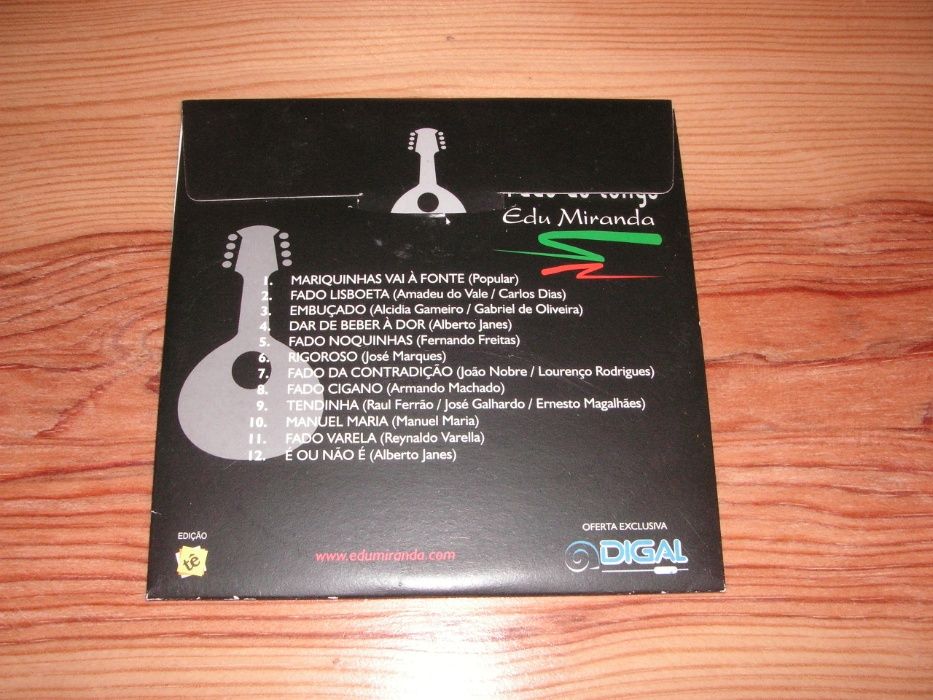 Edu Miranda
1. MARIQUINHAS VAI À FONTE (Popular)
2. FADO LISBOETA (Amadeu do Vale / Carlos Dias)
3. EMBUÇADO (Alcidia Gameiro / Gabriel de Oliveira)
4. DAR DE BEBER À DOR (Alberto Janes)
5. FADO NOQUINHAS (Fernando Freitas)
6. RIGOROSO (José Marques)
7. FADO DA CONTRADIÇÃO (João Nobre / Lourenço Rodrigues)
8. FADO CIGANO (Armando Machado)
9. TENDINHA (Raul Ferrão / José Galhardo / Ernesto Magalhães)
10. MANUEL MARIA (Manuel Maria)
11. FADO VARELA (Reynaldo Varella)
12. É OU NÃO É (Alberto Janes)
EDIÇÃO
tê
www.edumiranda.com
OFERTA EXCLUSIVA
DIGAL